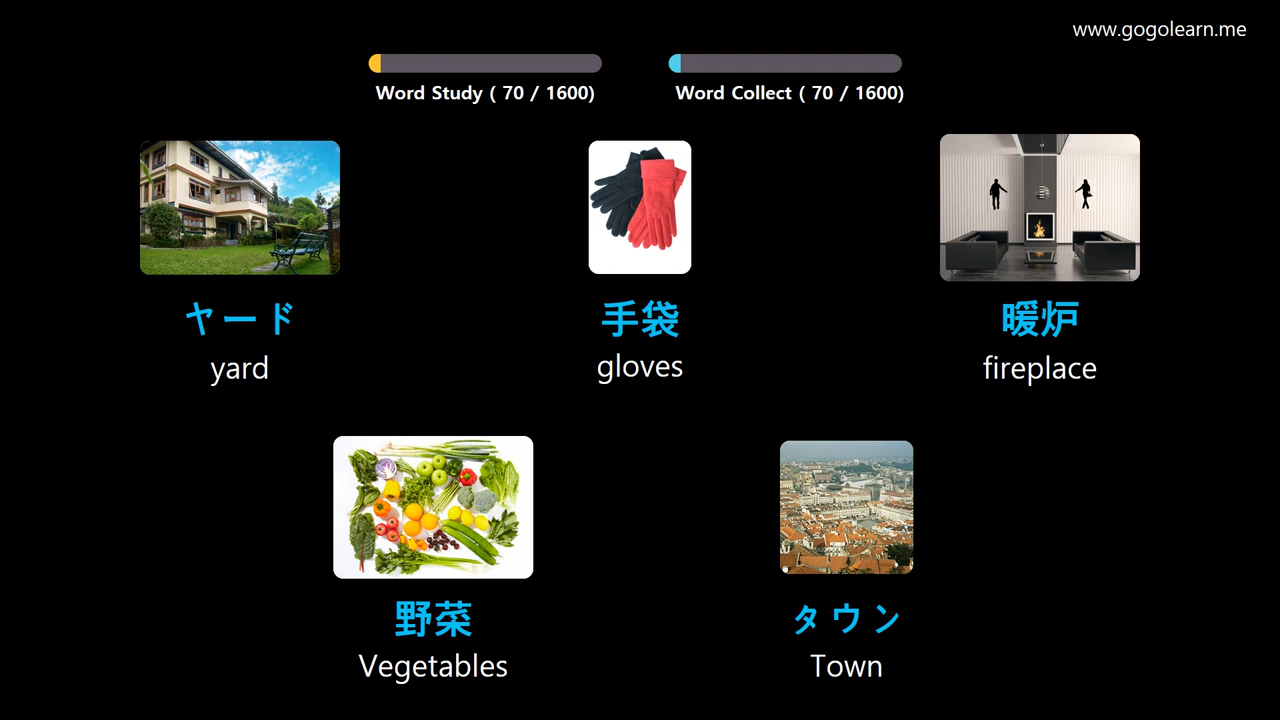 www.gogolearn.me
Word Study ( 70 / 1600)
Word Collect ( 70 / 1600)
ヤード
yard
手袋
gloves
暖炉
fireplace
野菜
Vegetables
タウン
Town